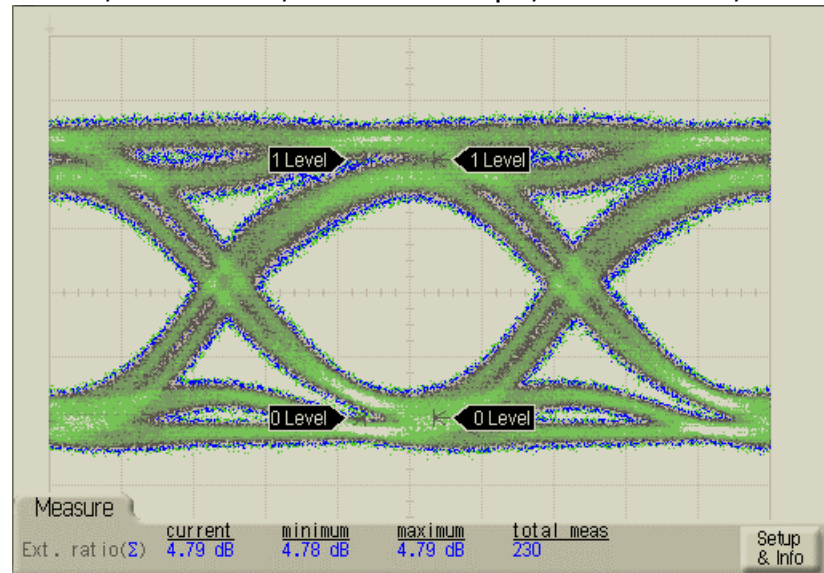 1 Level 1 Level
0 Level 0 Level
Measure
current minimum maximum total meas
Ext. ratio(Σ) 4.79 dB 4.78 dB 4.79 dB 230
Setup
& Info